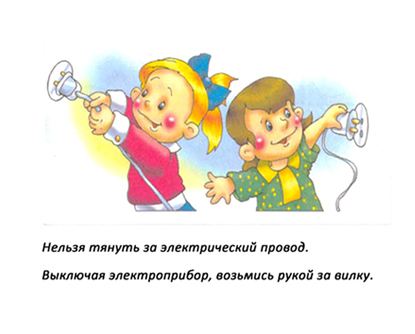 Нельзя тянуть за электрический провод.
Выключая электроприбор, возьмись рукой за вилку.